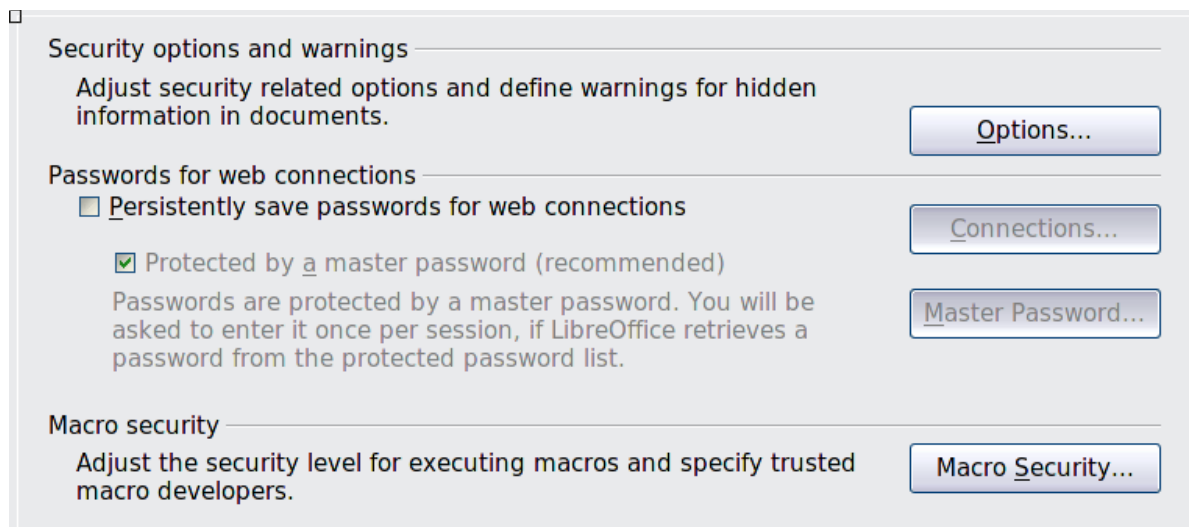 Security options and warnings
Adjust security related options and define warnings for hidden
information in documents.
Options...
Passwords for web connections
Persistently save passwords for web connections
Connections...
Protected by a master password (recommended)
Passwords are protected by a master password. You will be
asked to enter it once per session, if LibreOffice retrieves a
password from the protected password list.
Master Password...
Macro security
Adjust the security level for executing macros and specify trusted
macro developers.
Macro Security...